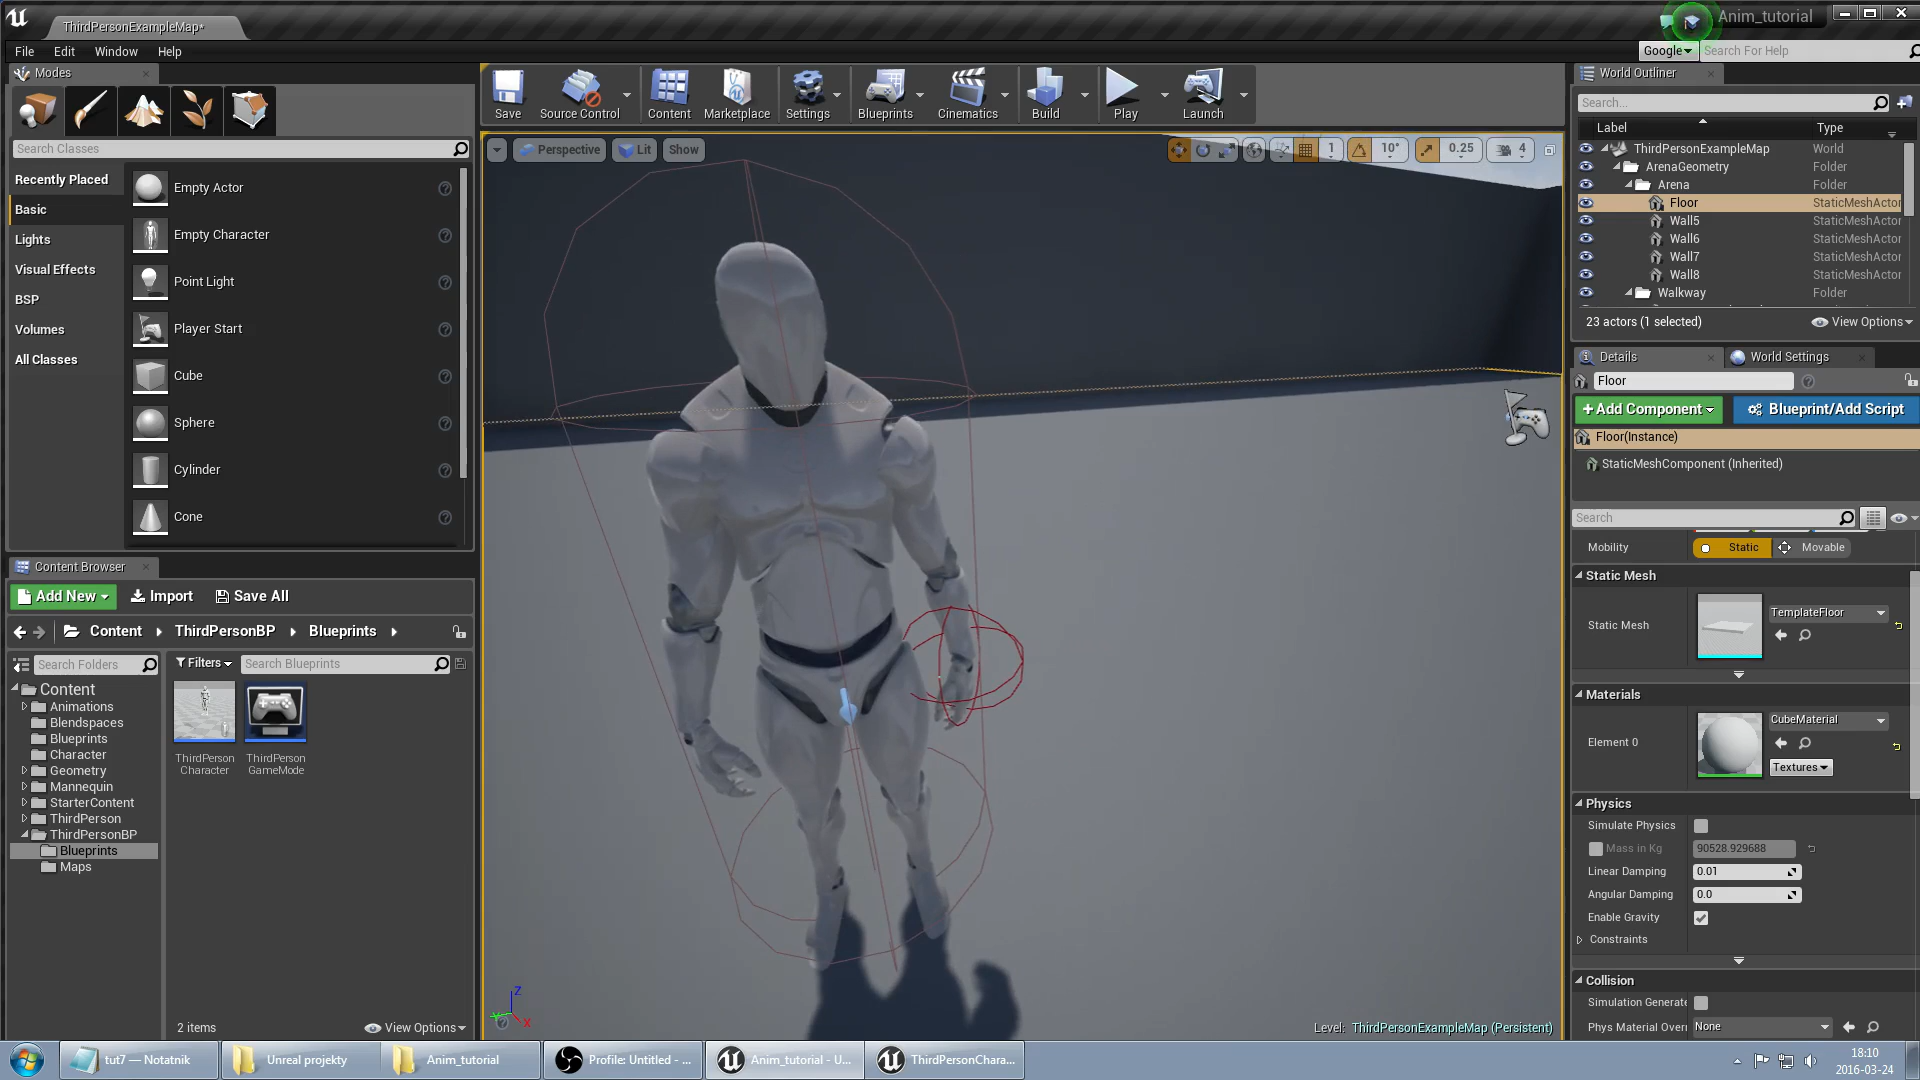 ThirdPersonExampleMap*
Anim_tutorial
File Edit Window Help
Google
Search For Help
Modes
Search Classes
Recently Placed
Basic
Lights
Visual Effects
BSP
Volumes
All Classes
Empty Actor
Empty Character
Point Light
Player Start
Cube
Sphere
Cylinder
Cone
Save
Source Control
Content
Marketplace
Settings
Blueprints
Cinematics
Build
Play
Launch
Perspective
Lit
Show
1
10°
0.25
4
Level: ThirdPersonExampleMap (Persistent)
Z
X
Content Browser
Add New
Import
Save All
Content ThirdPersonBP Blueprints
Search Folders
Filters
Search Blueprints
Content
Animations
Blendspaces
Blueprints
Character
Geometry
Mannequin
StarterContent
ThirdPerson
ThirdPersonBP
Blueprints
Maps
ThirdPerson
Character
ThirdPerson
GameMode
2 items
View Options
World Outliner
Search...
Label Type
ThirdPersonExampleMap World
ArenaGeometry Folder
Arena Folder
Floor StaticMeshActor
Wall5 StaticMeshActor
Wall6 StaticMeshActor
Wall7 StaticMeshActor
Wall8 StaticMeshActor
Walkway Folder
23 actors (1 selected)
View Options
Details
World Settings
Floor
+Add Component
Blueprint/Add Script
Floor(Instance)
StaticMeshComponent (Inherited)
Search
Mobility Static Movable
Static Mesh
Static Mesh
TemplateFloor
Materials
Element 0
CubeMaterial
Textures
Physics
Simulate Physics
Mass in Kg 90528.929688
Linear Damping 0.01
Angular Damping 0.0
Enable Gravity
Constraints
Collision
Simulation Generate
Phys Material Overr None
tut7 — Notatnik
Unreal projekty
Anim_tutorial
Profile: Untitled - ...
Anim_tutorial - U...
ThirdPersonChara...
18:10
2016-03-24